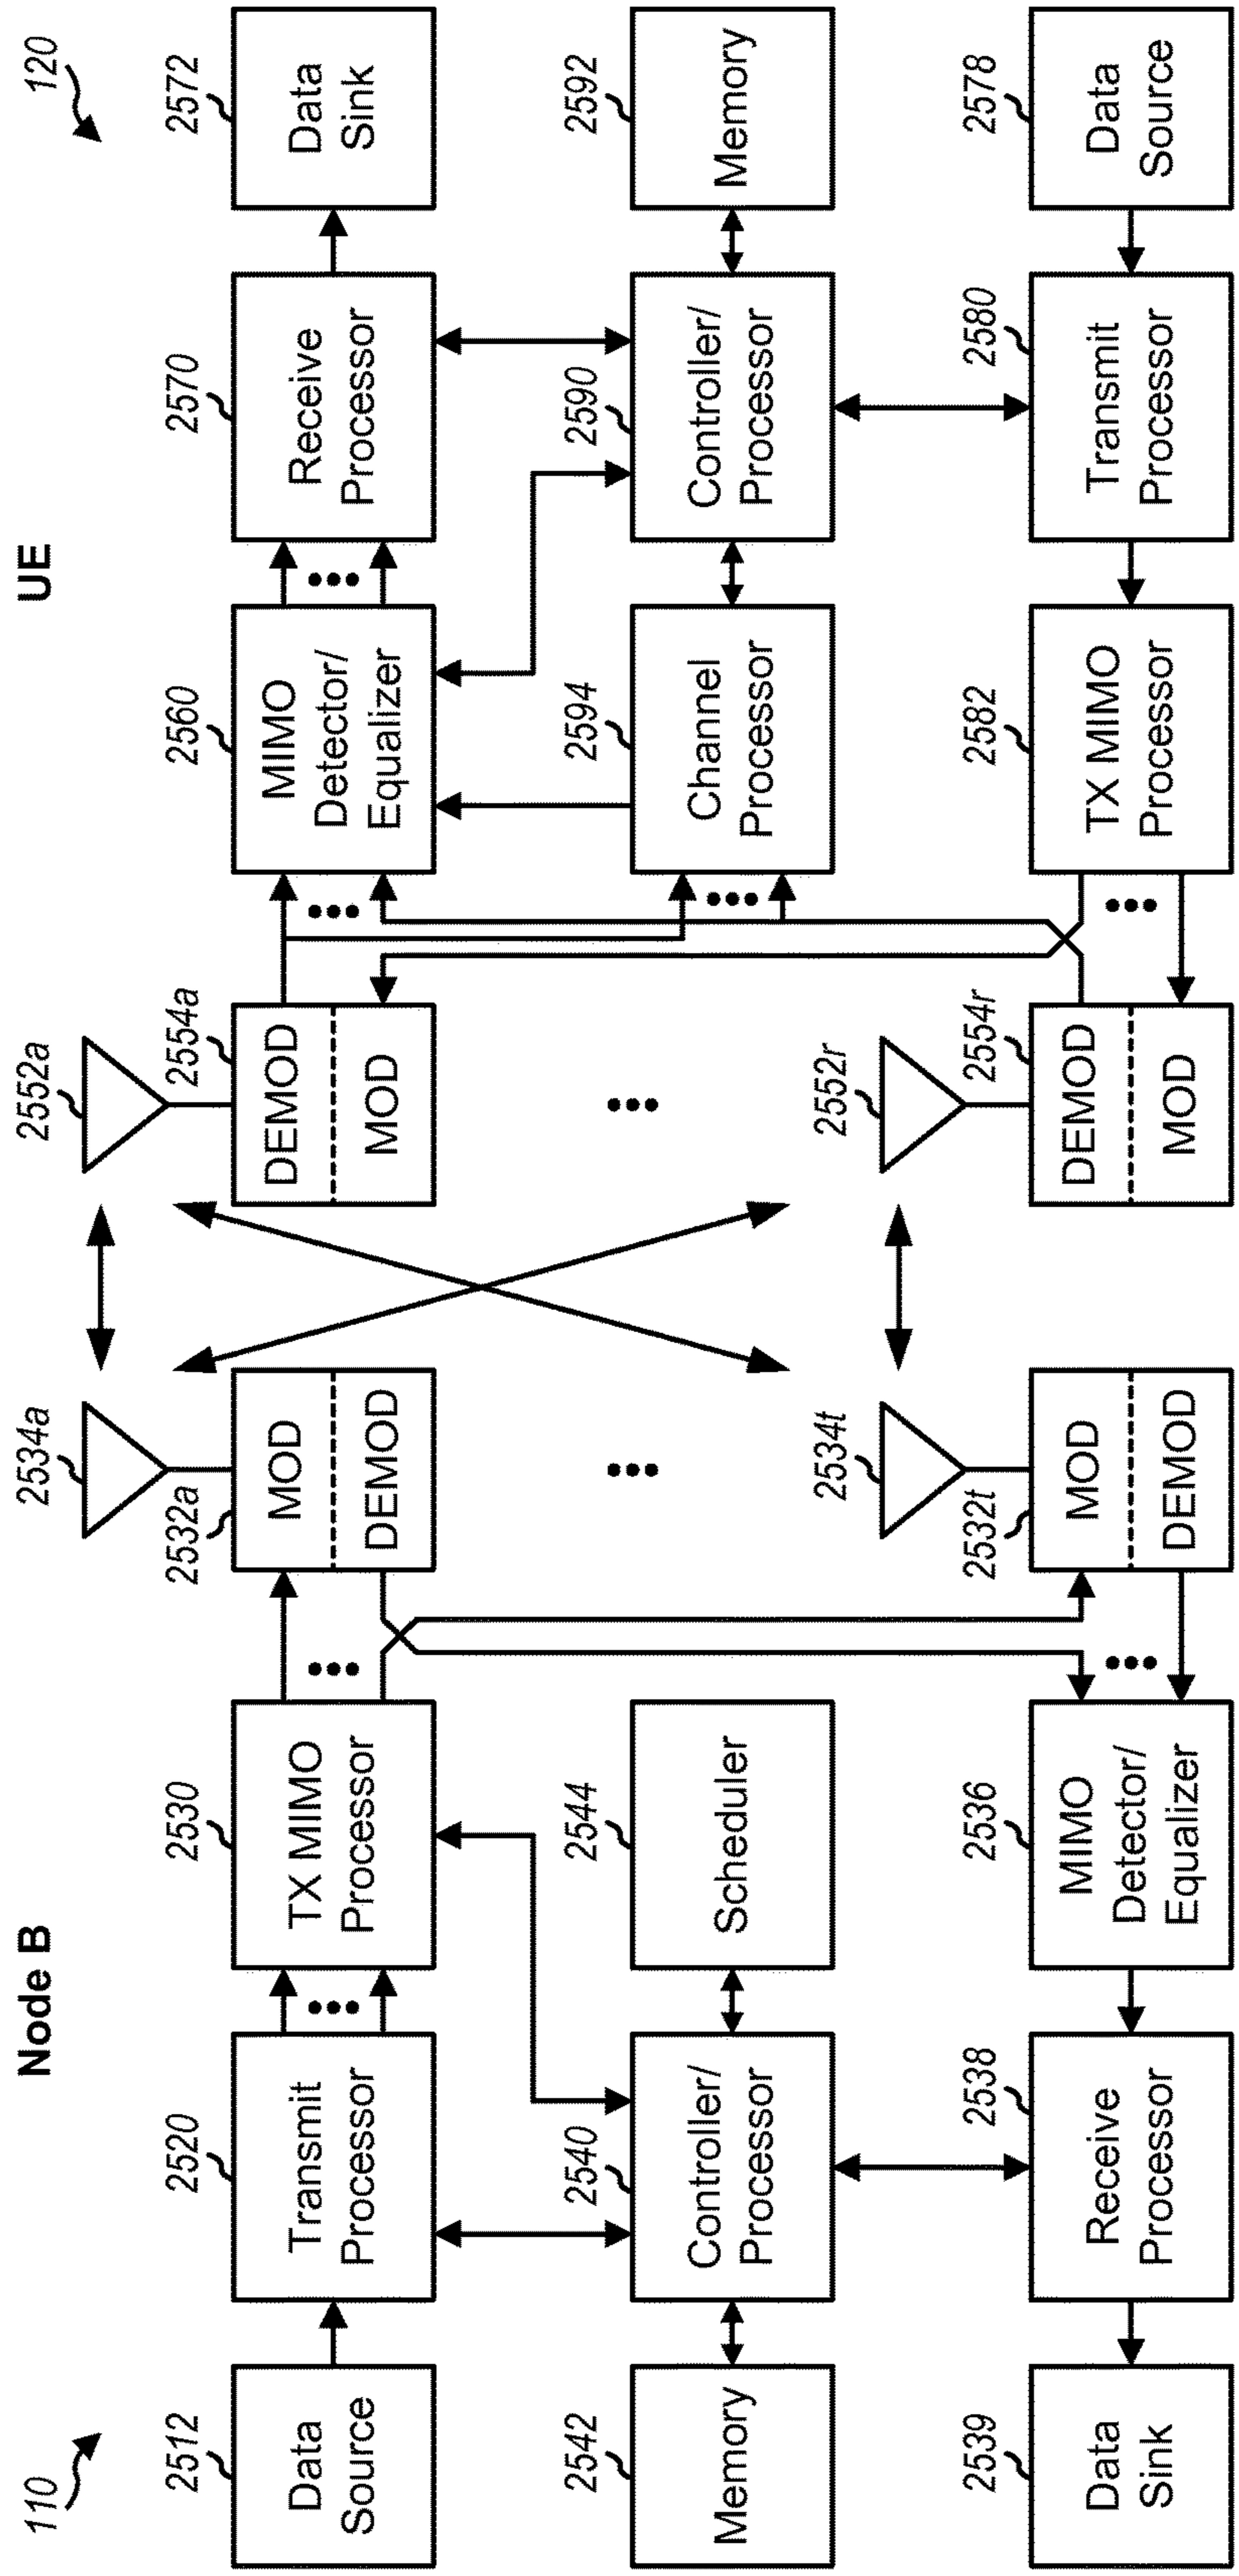 110
Node B
UE
120
2512
Data
Source
2520
Transmit
Processor
2530
TX MIMO
Processor
2532a
MOD
DEMOD
2534a
2552a
2554a
DEMOD
MOD
2560
MIMO
Detector/
Equalizer
2570
Receive
Processor
2572
Data
Sink
2542
Memory
2540
Controller/
Processor
2544
Scheduler
2594
Channel
Processor
2590
Controller/
Processor
2592
Memory
2539
Data
Sink
2538
Receive
Processor
2536
MIMO
Detector/
Equalizer
2532t
MOD
DEMOD
2534t
2552r
2554r
DEMOD
MOD
2582
TX MIMO
Processor
2580
Transmit
Processor
2578
Data
Source